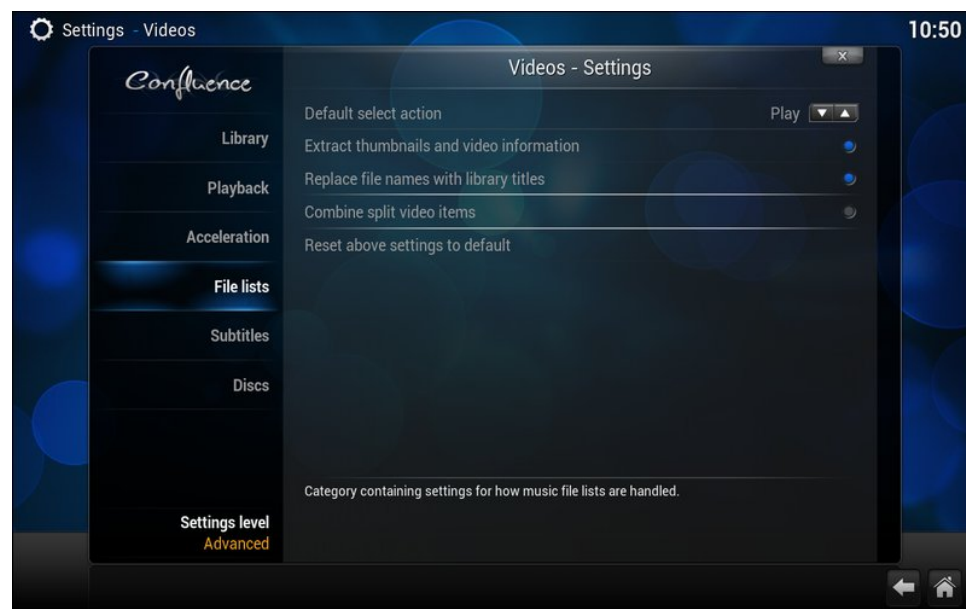 Settings - Videos
10:50
Confluence
Videos - Settings
X
Library
Playback
Acceleration
File lists
Subtitles
Discs
Default select action Play
Extract thumbnails and video information
Replace file names with library titles
Combine split video items
Reset above settings to default
Category containing settings for how music file lists are handled.
Settings level
Advanced